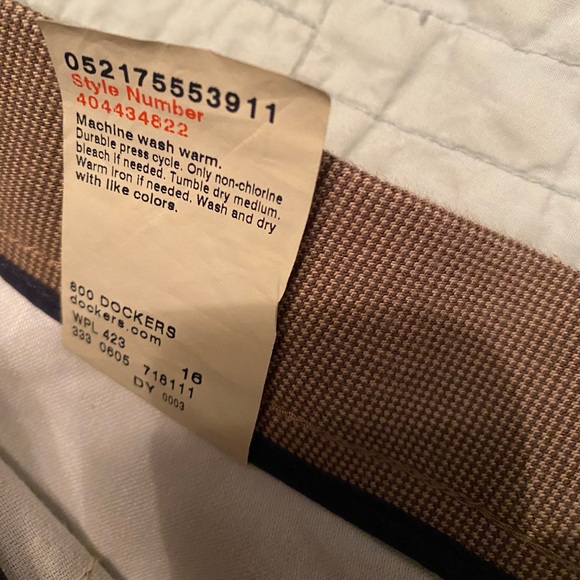 052175553911
Style Number
404434822
Machine wash warm.
Durable press cycle. Only non-chlorine
bleach if needed. Tumble dry medium.
Warm iron if needed. Wash and dry
with like colors.
800 DOCKERS
dockers.com
WPL 423 16
333 0605 718111
DY 0003